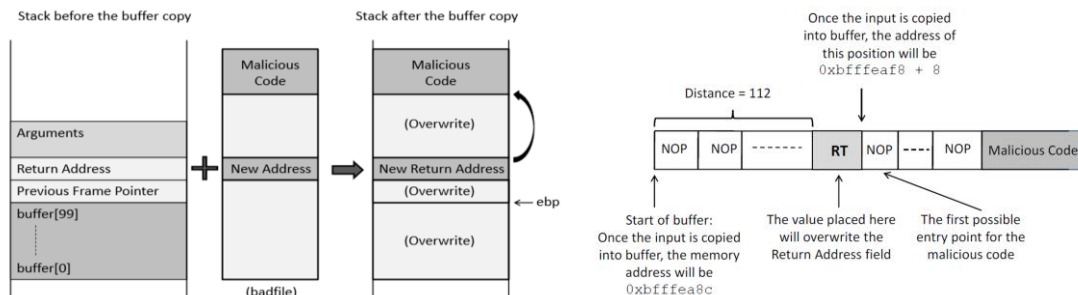 Stack before the buffer copy
Stack after the buffer copy
Arguments
Return Address
Previous Frame Pointer
buffer[99]
buffer[0]
Malicious
Code
New Address
(badfile)
Malicious
Code
(Overwrite)
New Return Address
(Overwrite)
(Overwrite)
ebp
Once the input is copied
into buffer, the address of
this position will be
0xbfffeaf8 + 8
Distance = 112
NOP NOP RT NOP NOP Malicious Code
Start of buffer:
Once the input is copied
into buffer, the memory
address will be
0xbfffea8c
The value placed here
will overwrite the
Return Address field
The first possible
entry point for the
malicious code